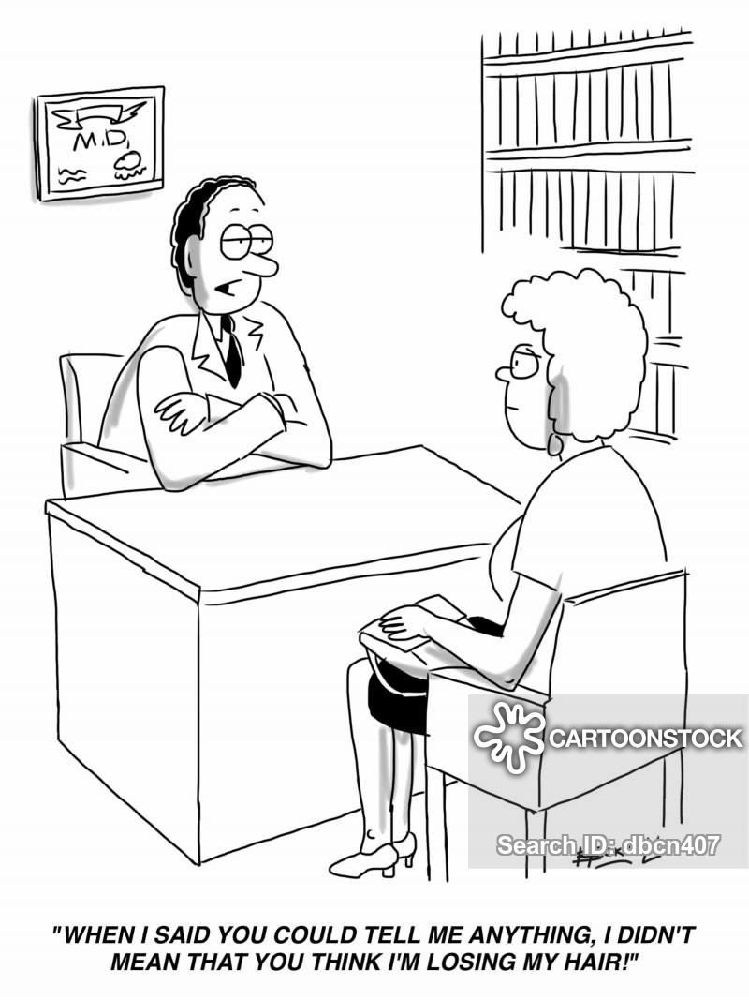 M.D.
CARTOONSTOCK
Search ID: dbcn407
"WHEN I SAID YOU COULD TELL ME ANYTHING, I DIDN'T
MEAN THAT YOU THINK I'M LOSING MY HAIR!"